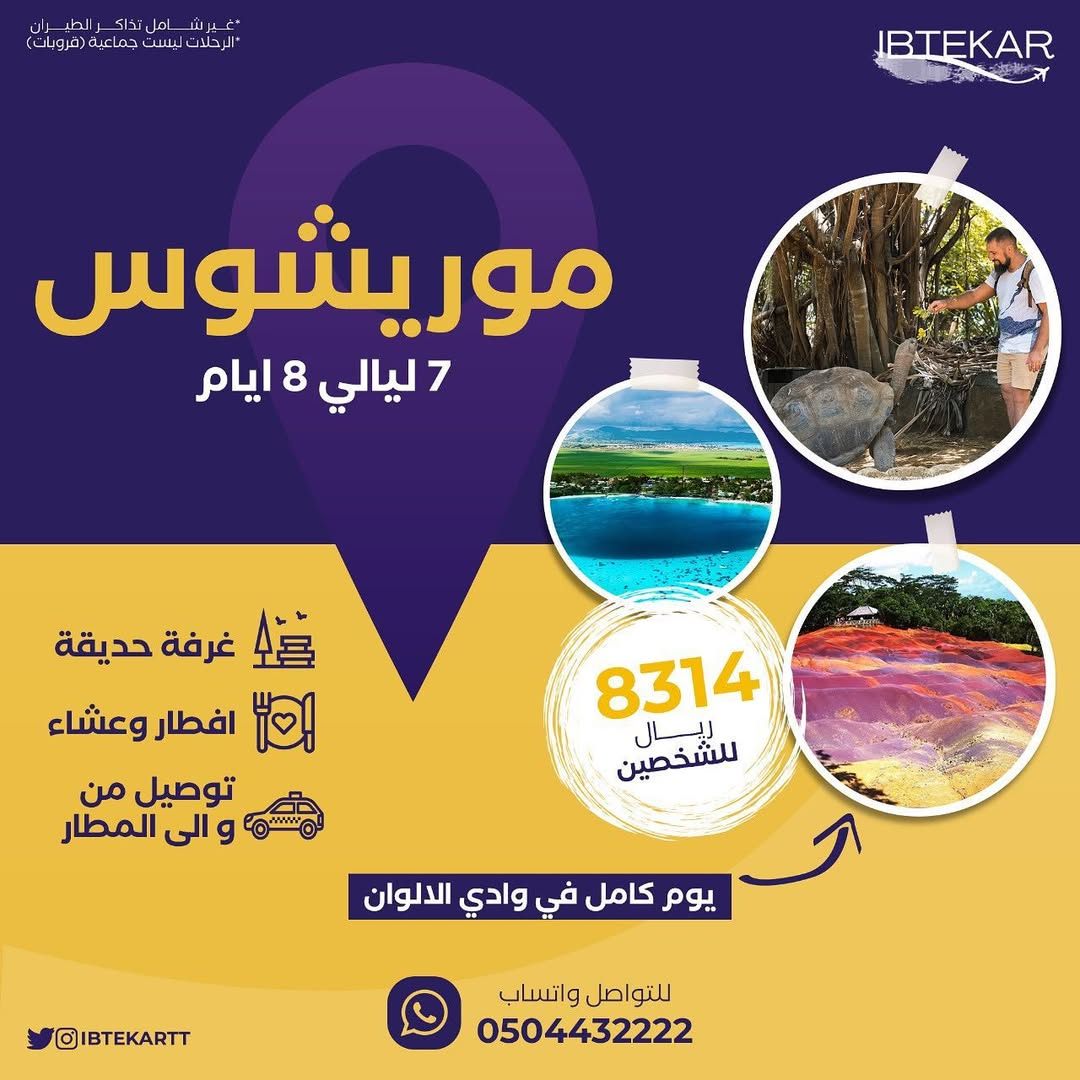 *غير شامل تذاكر الطيران
*الرحلات ليست جماعية (قروبات)
IBTEKAR
موريشوس
7 ليالي 8 ايام
غرفة حديقة
افطار وعشاء
توصيل من
و الى المطار
8314
ريال
للشخصين
يوم كامل في وادي الالوان
للتواصل واتساب
0504432222
IBTEKARTT